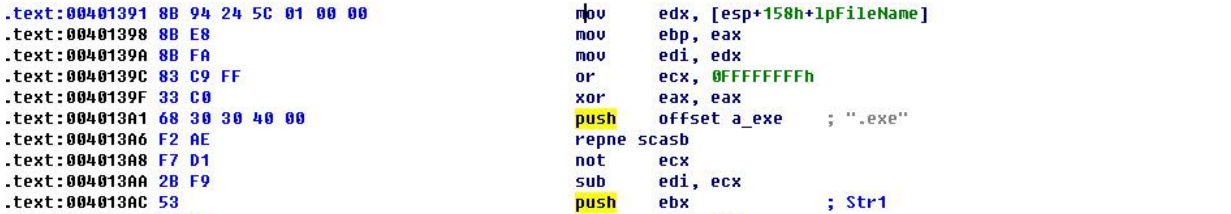 .text:00401391 8B 94 24 5C 01 00 00 mov edx, [esp+158h+lpFileName]
.text:00401398 8B E8 mov ebp, eax
.text:0040139A 8B FA mov edi, edx
.text:0040139C 83 C9 FF or ecx, 0FFFFFFFFh
.text:0040139F 33 C0 xor eax, eax
.text:004013A1 68 30 30 40 00 push offset a_exe ; ".exe"
.text:004013A6 F2 AE repne scasb
.text:004013A8 F7 D1 not ecx
.text:004013AA 2B F9 sub edi, ecx
.text:004013AC 53 push ebx ; Str1